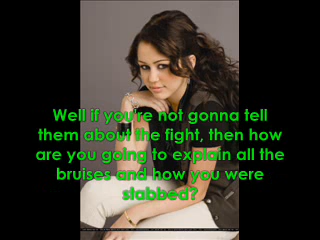 Well if you're not gonna tell
them about the fight, then how
are you going to explain all the
bruises and how you were
stabbed?